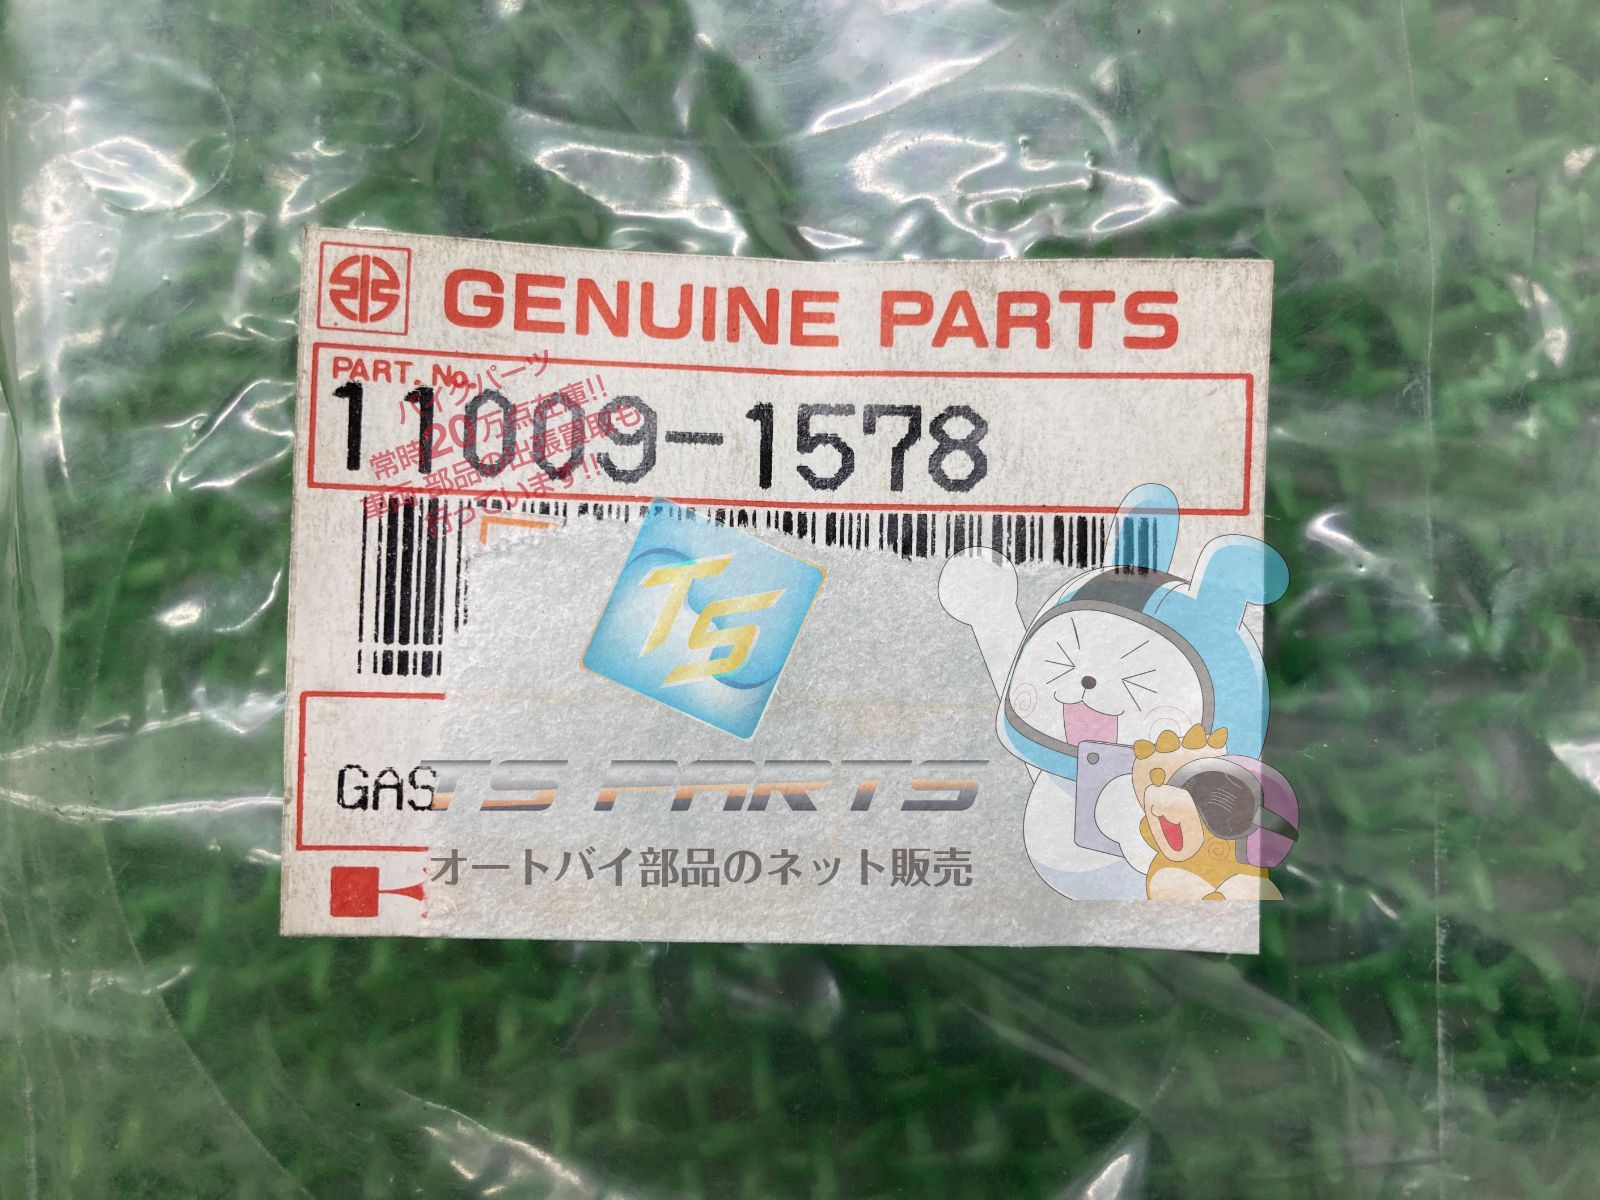 GENUINE PARTS
PART. No.
11009-1578
バイクパーツ
常時20万点在庫!!
車両・部品の出張買取も
行っています!!
TS
GAS
TS PARTS
オートバイ部品のネット販売